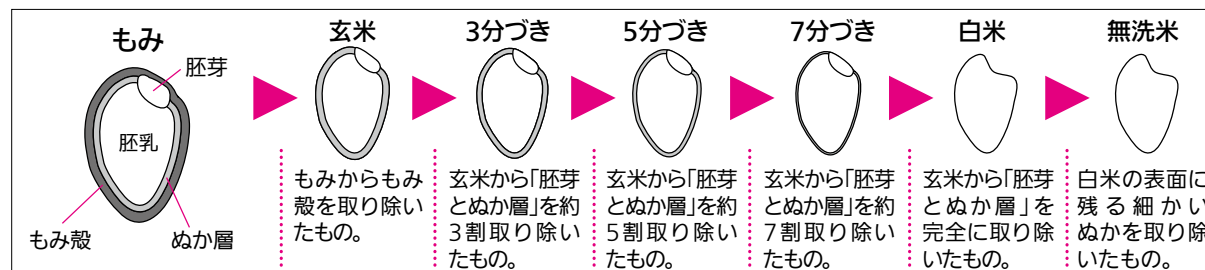 もみ
胚芽
胚乳
もみ殻
ぬか層
玄米
もみからもみ
殻を取り除い
たもの。
3分づき
玄米から「胚芽
とぬか層」を約
3割取り除い
たもの。
5分づき
玄米から「胚芽
とぬか層」を約
5割取り除い
たもの。
7分づき
玄米から「胚芽
とぬか層」を約
7割取り除い
たもの。
白米
玄米から「胚芽
とぬか層」を
完全に取り除
いたもの。
無洗米
白米の表面に
残る細かい
ぬかを取り除
いたもの。